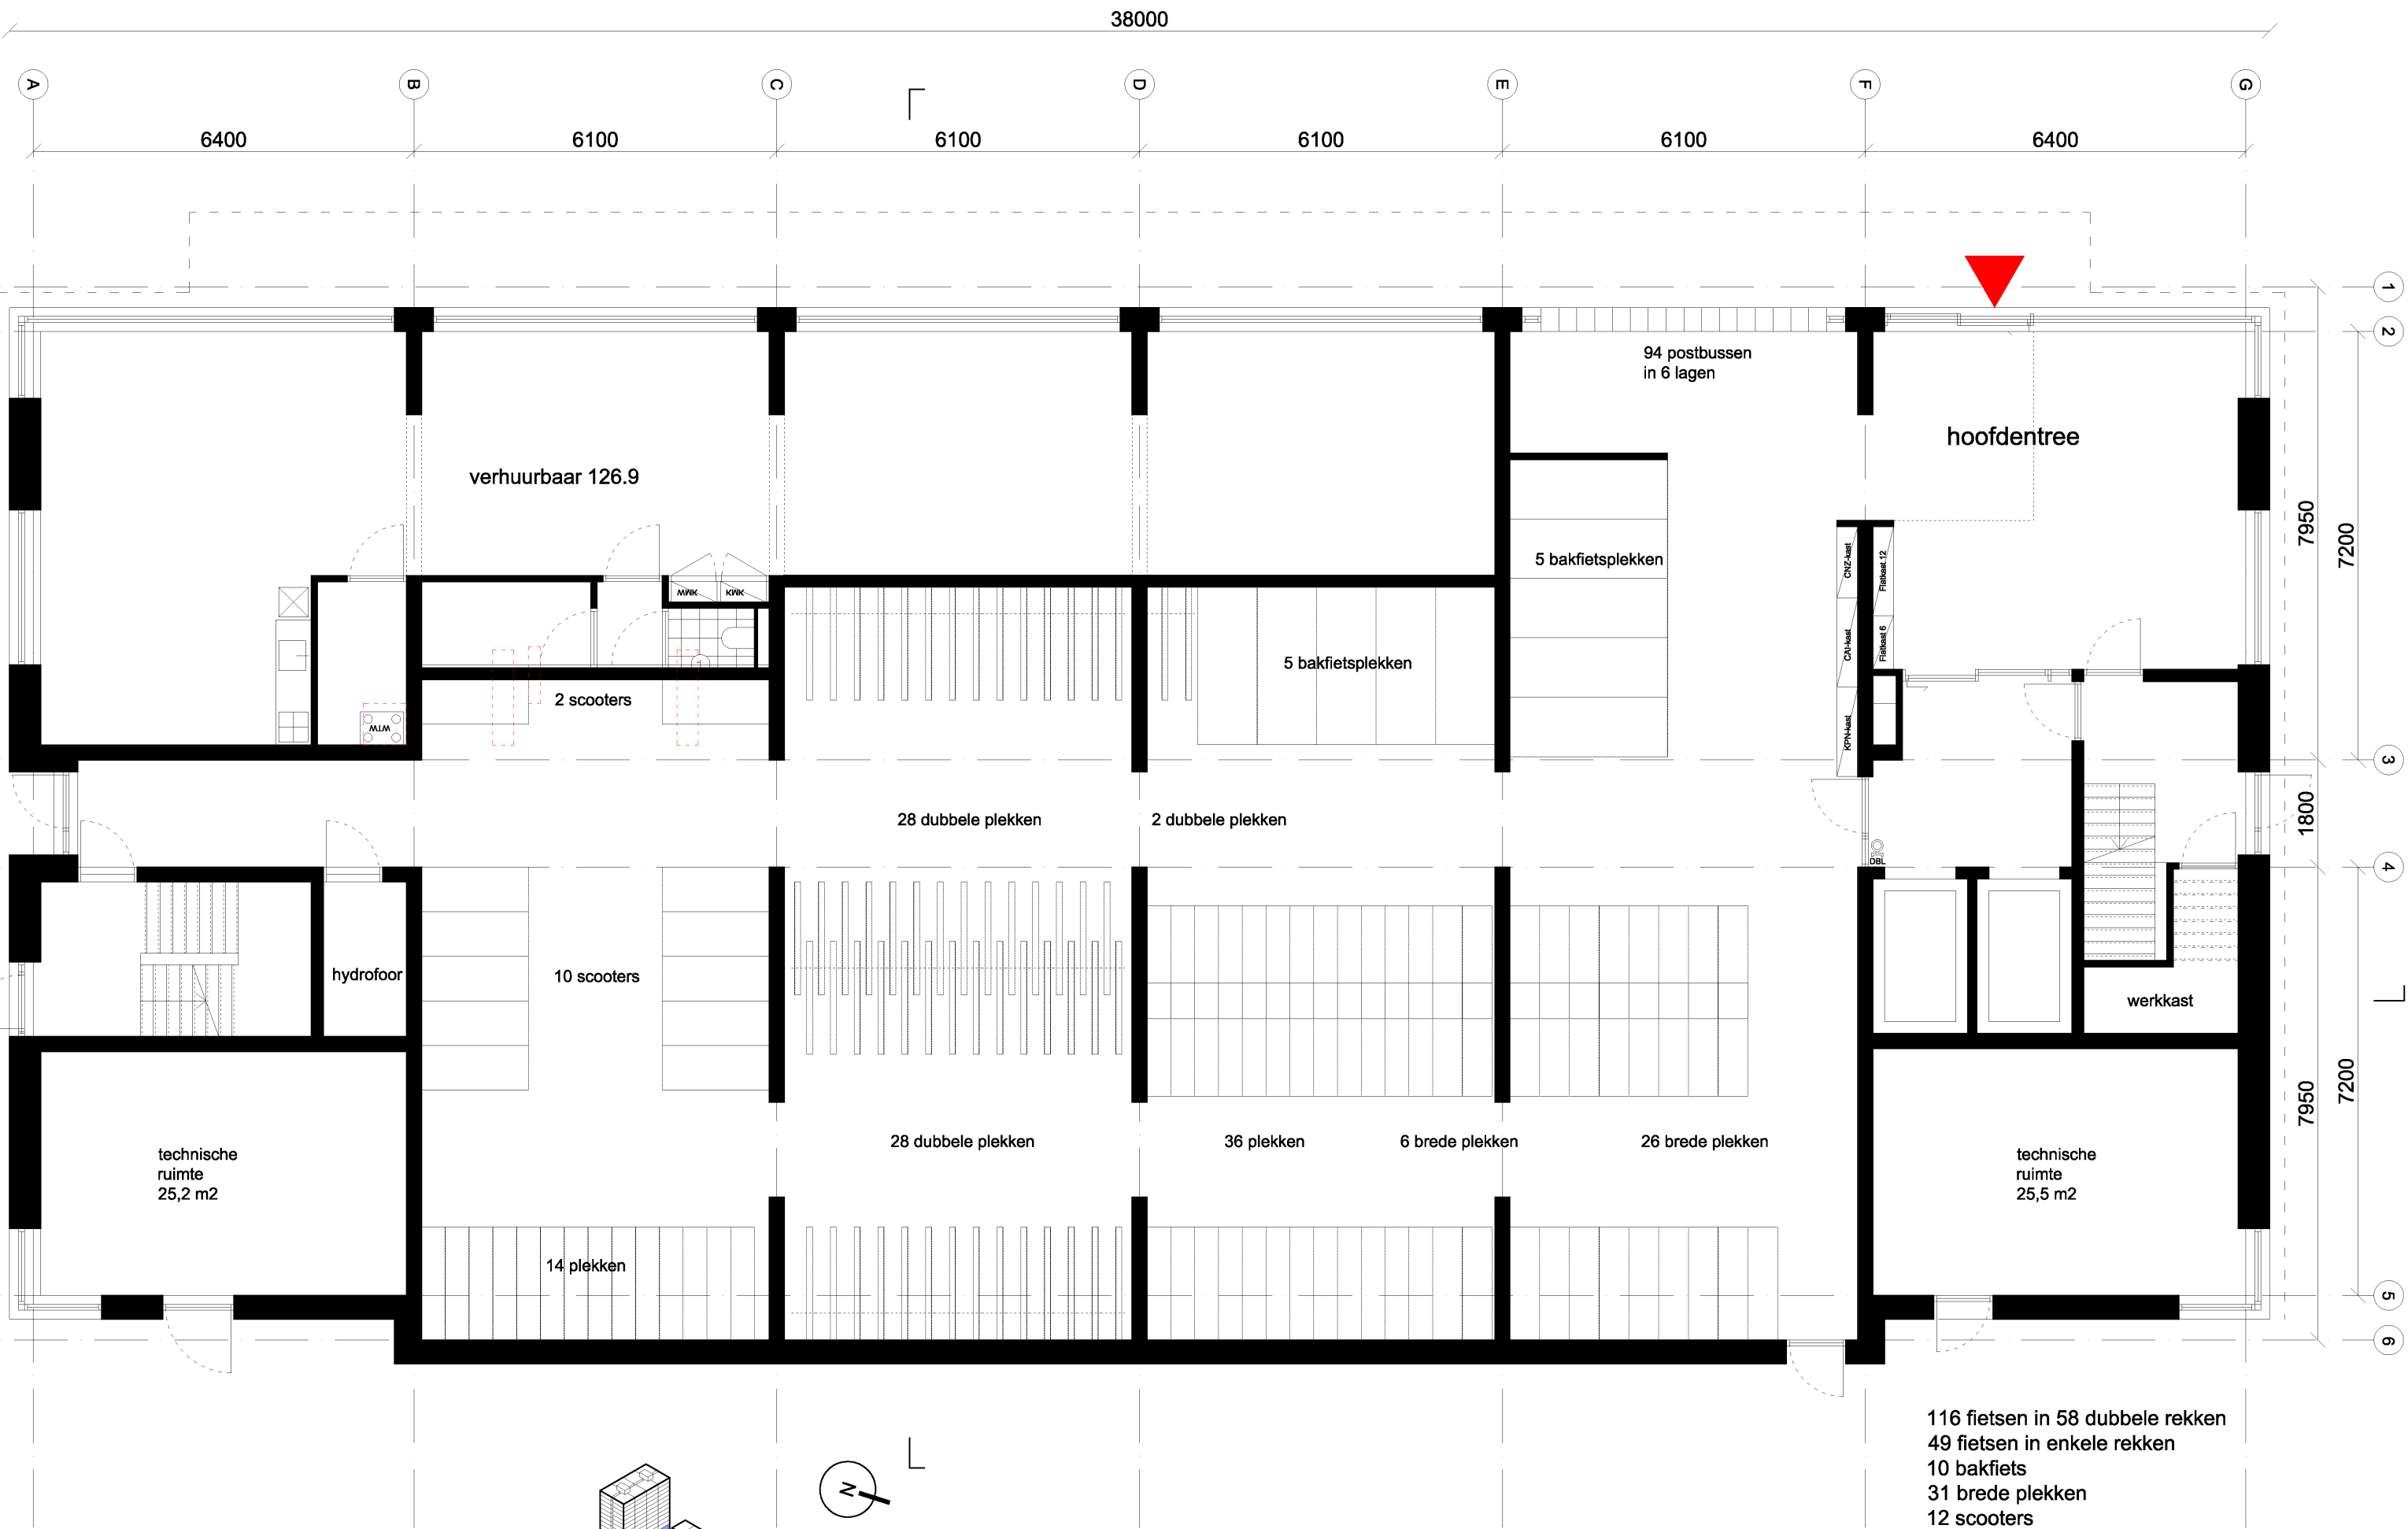 38000
A
B
C
D
E
F
G
6400
6100
6100
6100
6100
6400
1
2
94 postbussen
in 6 lagen
hoofdentree
verhuurbaar 126.9
7950
7200
5 bakfietsplekken
CNZ-kast
Flatkast 12
WMK
KMK
CAI-kast
Flatkast 6
5 bakfietsplekken
2 scooters
WTW
KPN-kast
3
28 dubbele plekken
2 dubbele plekken
1800
DBL
4
hydrofoor
10 scooters
werkkast
28 dubbele plekken
36 plekken
6 brede plekken
26 brede plekken
7950
7200
technische
ruimte
25,2 m2
technische
ruimte
25,5 m2
14 plekken
5
6
116 fietsen in 58 dubbele rekken
49 fietsen in enkele rekken
10 bakfiets
31 brede plekken
12 scooters
N